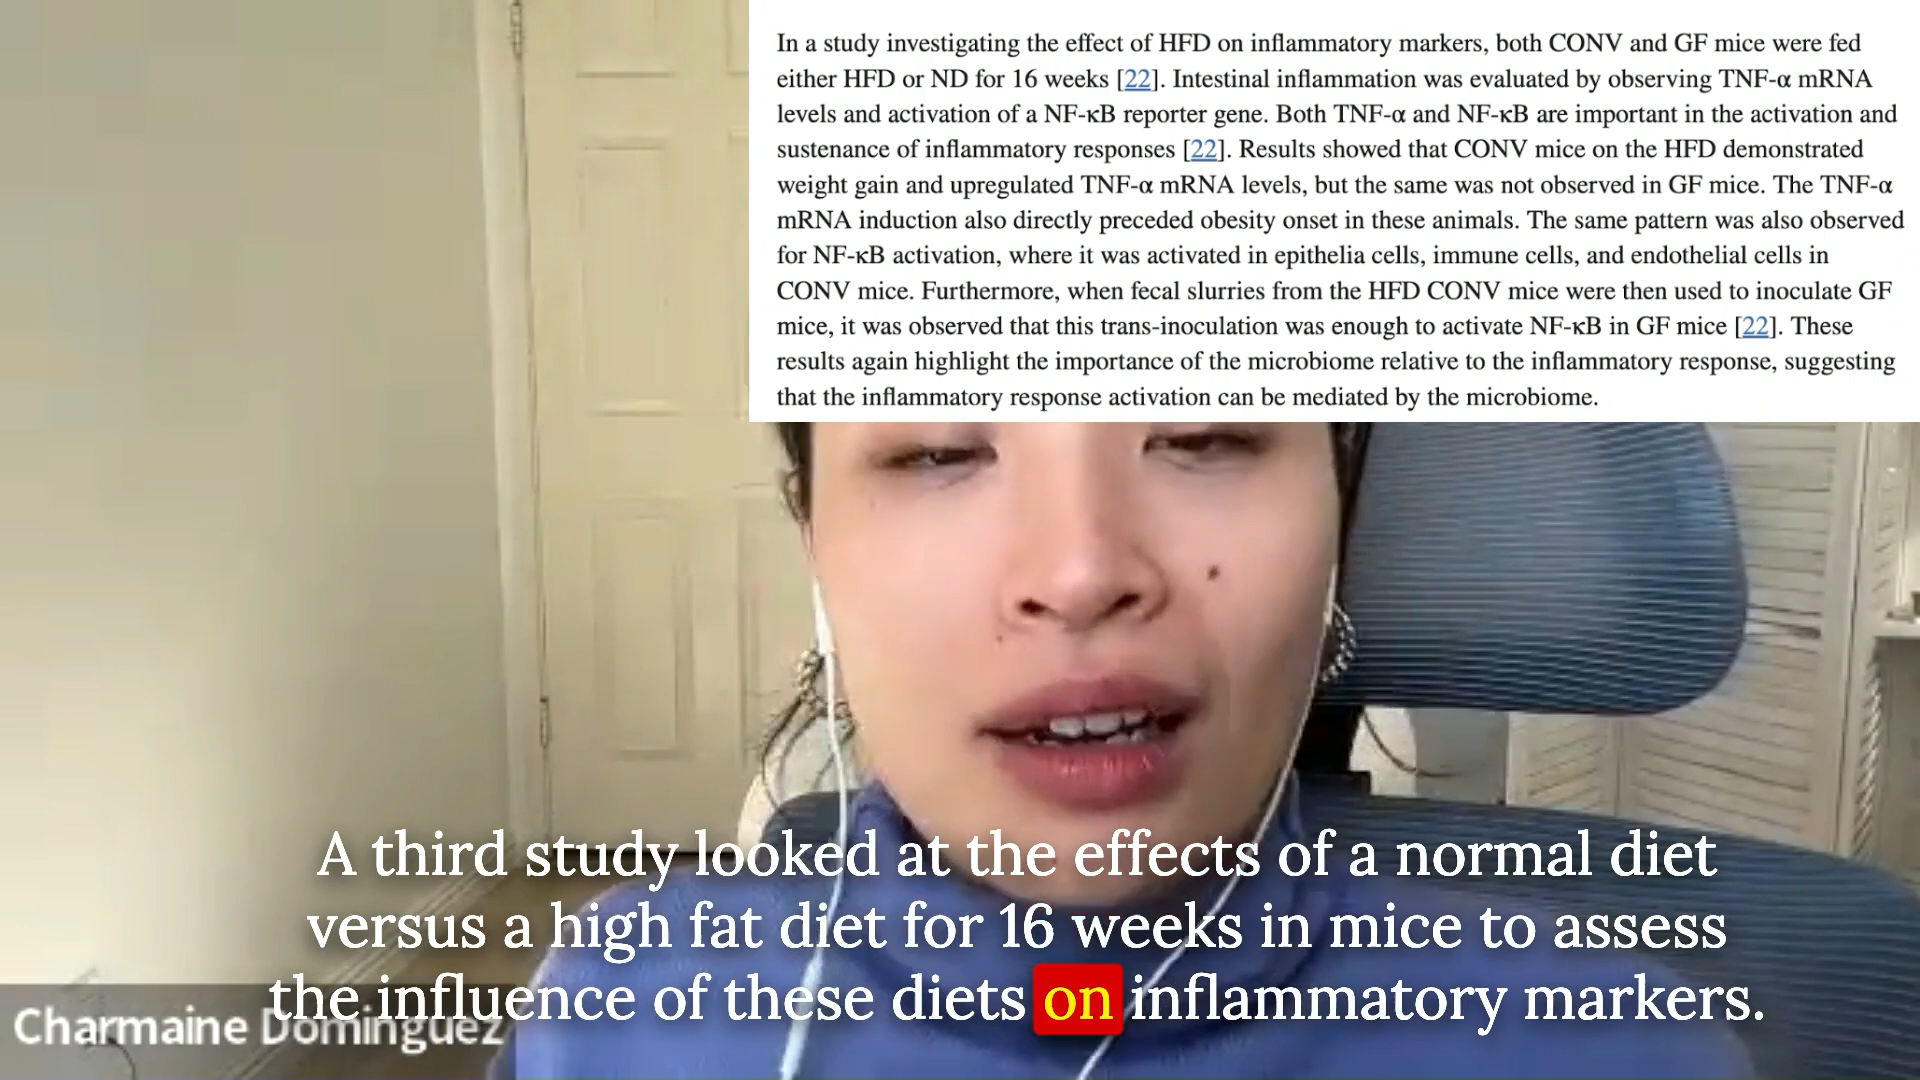 In a study investigating the effect of HFD on inflammatory markers, both CONV and GF mice were fed
either HFD or ND for 16 weeks [22]. Intestinal inflammation was evaluated by observing TNF-α mRNA
levels and activation of a NF-κB reporter gene. Both TNF-α and NF-κB are important in the activation and
sustenance of inflammatory responses [22]. Results showed that CONV mice on the HFD demonstrated
weight gain and upregulated TNF-α mRNA levels, but the same was not observed in GF mice. The TNF-α
mRNA induction also directly preceded obesity onset in these animals. The same pattern was also observed
for NF-κB activation, where it was activated in epithelia cells, immune cells, and endothelial cells in
CONV mice. Furthermore, when fecal slurries from the HFD CONV mice were then used to inoculate GF
mice, it was observed that this trans-inoculation was enough to activate NF-κB in GF mice [22]. These
results again highlight the importance of the microbiome relative to the inflammatory response, suggesting
that the inflammatory response activation can be mediated by the microbiome.
A third study looked at the effects of a normal diet
versus a high fat diet for 16 weeks in mice to assess
the influence of these diets on inflammatory markers.
Charmaine Dominguez